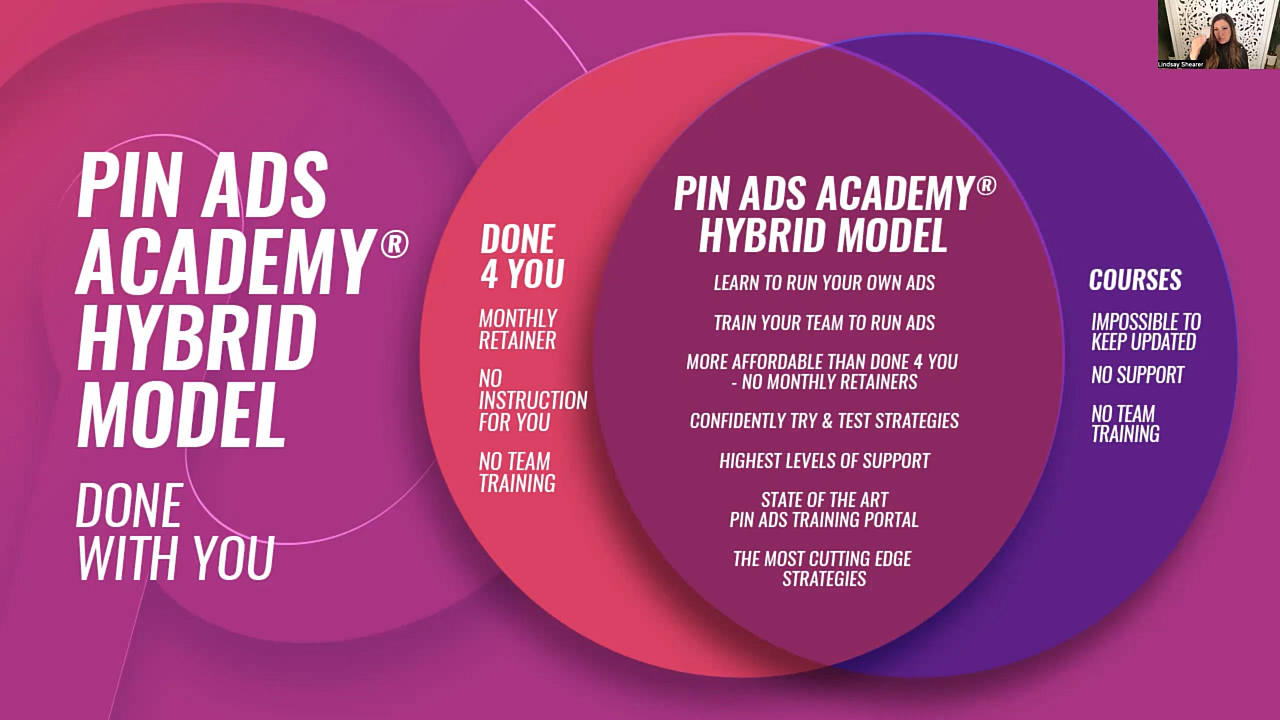 PIN ADS
ACADEMY®
HYBRID
MODEL
DONE
WITH YOU
DONE
4 YOU
MONTHLY
RETAINER
NO
INSTRUCTION
FOR YOU
NO TEAM
TRAINING
PIN ADS ACADEMY®
HYBRID MODEL
LEARN TO RUN YOUR OWN ADS
TRAIN YOUR TEAM TO RUN ADS
MORE AFFORDABLE THAN DONE 4 YOU
- NO MONTHLY RETAINERS
CONFIDENTLY TRY & TEST STRATEGIES
HIGHEST LEVELS OF SUPPORT
STATE OF THE ART
PIN ADS TRAINING PORTAL
THE MOST CUTTING EDGE
STRATEGIES
COURSES
IMPOSSIBLE TO
KEEP UPDATED
NO SUPPORT
NO TEAM
TRAINING
Lindsay Shearer